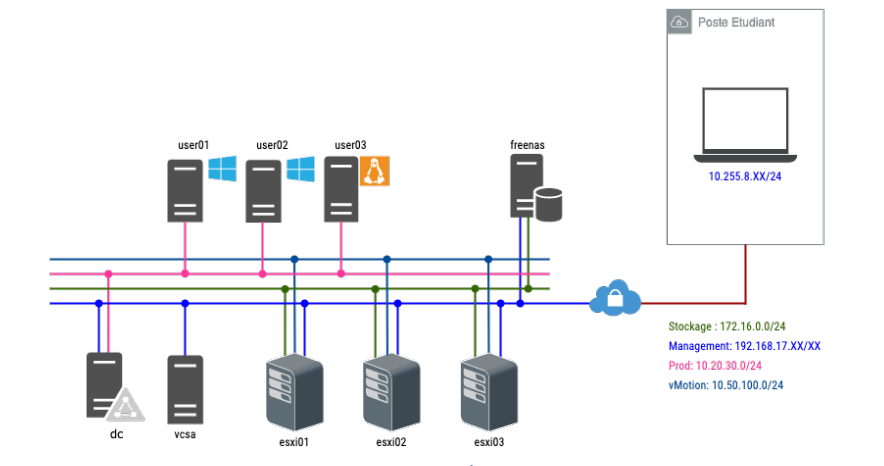 Poste Etudiant
10.255.8.XX/24
user01
user02
user03
freenas
Stockage : 172.16.0.0/24
Management: 192.168.17.XX/XX
Prod: 10.20.30.0/24
vMotion: 10.50.100.0/24
dc
vcsa
esxi01
esxi02
esxi03